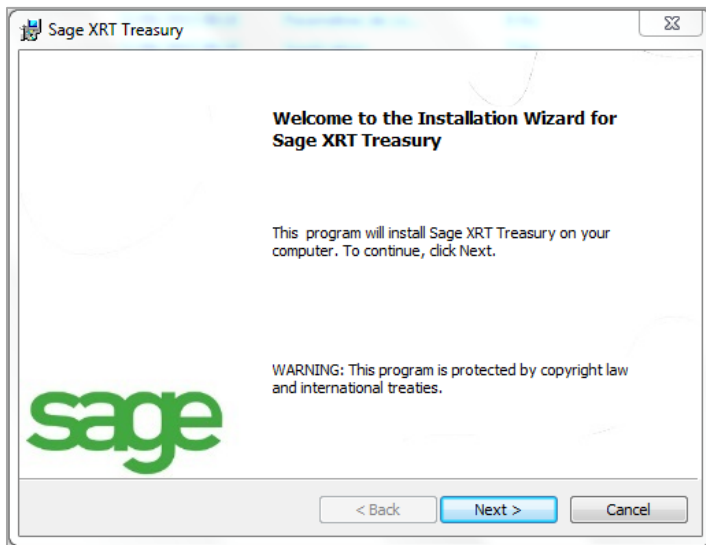 Sage XRT Treasury
Welcome to the Installation Wizard for
Sage XRT Treasury
This program will install Sage XRT Treasury on your
computer. To continue, click Next.
WARNING: This program is protected by copyright law
and international treaties.
sage
< Back
Next >
Cancel